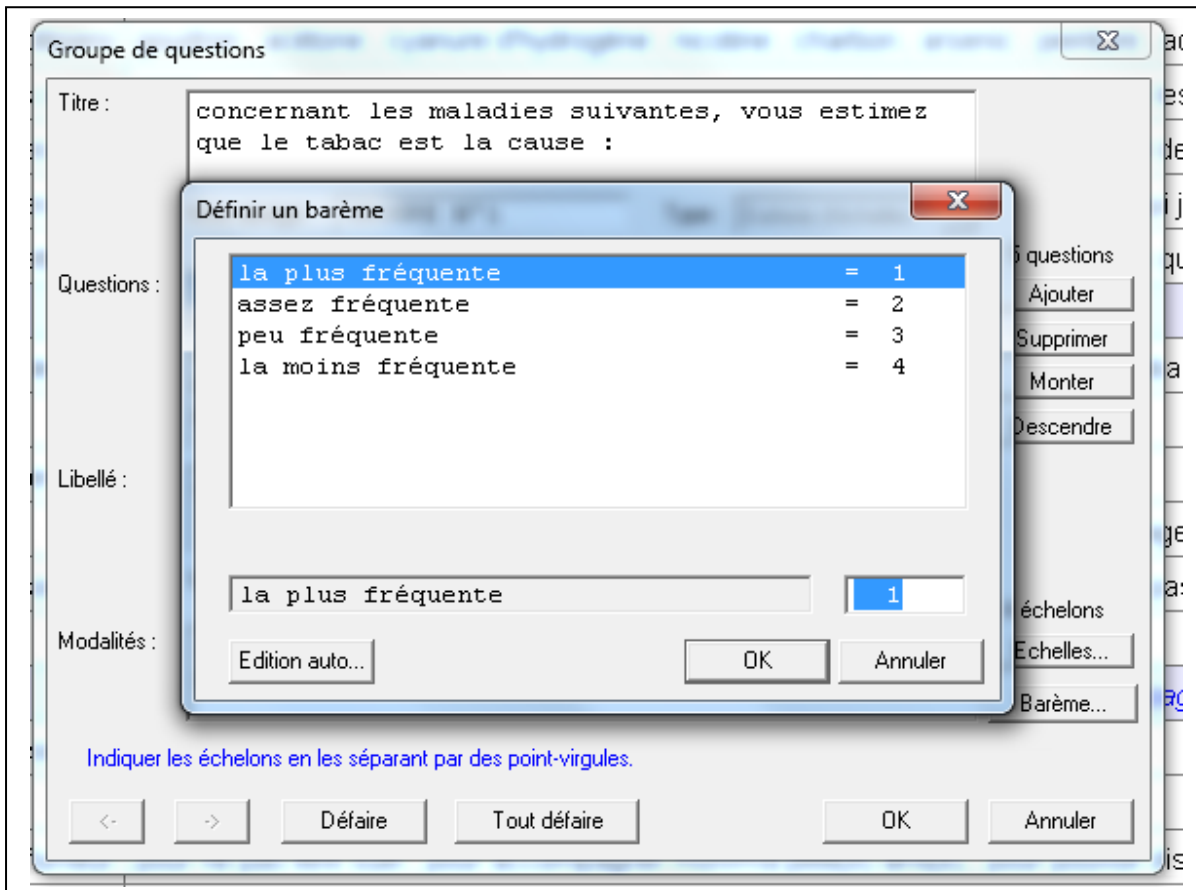 Groupe de questions
Titre :
concernant les maladies suivantes, vous estimez
que le tabac est la cause :
Définir un barème
Questions :
la plus fréquente = 1
assez fréquente = 2
peu fréquente = 3
la moins fréquente = 4
questions
Ajouter
Supprimer
Monter
Descendre
Libellé :
la plus fréquente 1
échelons
Modalités :
Edition auto...
OK
Annuler
Echelles...
Barème...
Indiquer les échelons en les séparant par des point-virgules.
<-
->
Défaire
Tout défaire
OK
Annuler